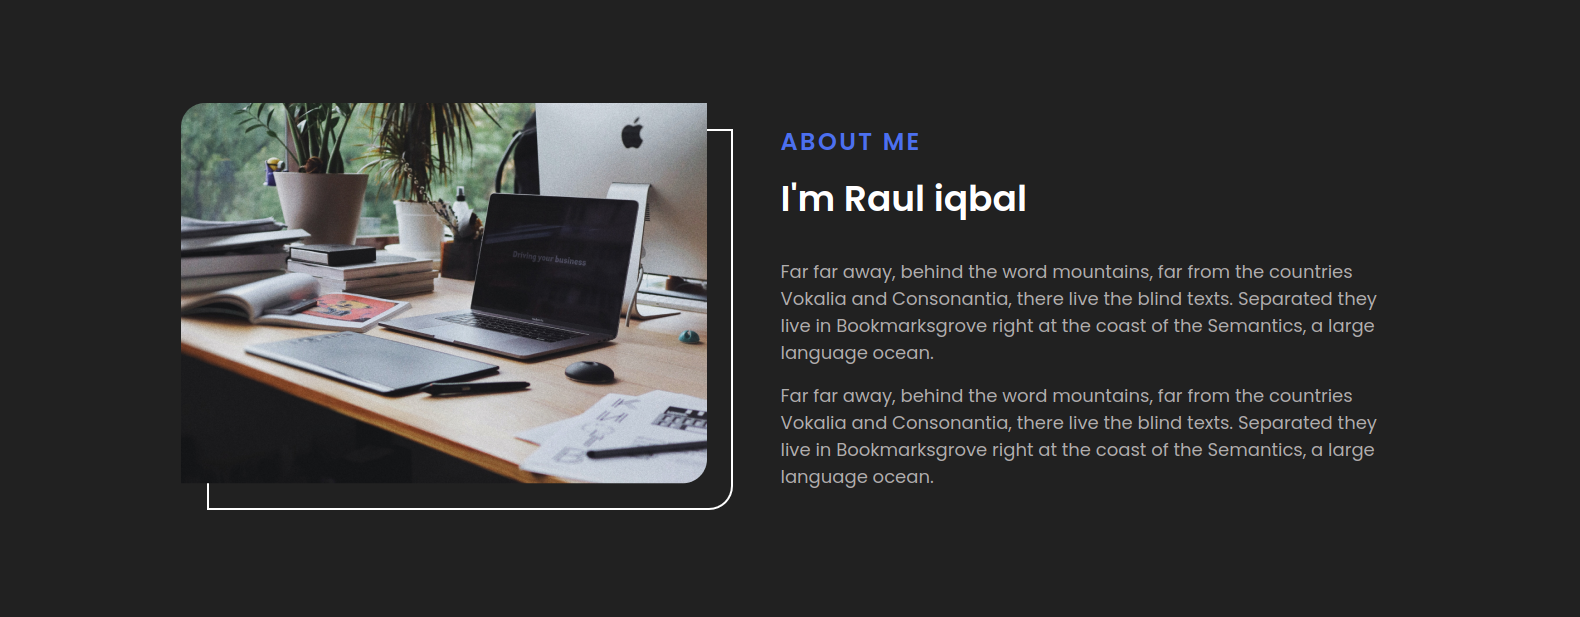 Driving your business
ABOUT ME
I'm Raul iqbal
Far far away, behind the word mountains, far from the countries
Vokalia and Consonantia, there live the blind texts. Separated they
live in Bookmarksgrove right at the coast of the Semantics, a large
language ocean.
Far far away, behind the word mountains, far from the countries
Vokalia and Consonantia, there live the blind texts. Separated they
live in Bookmarksgrove right at the coast of the Semantics, a large
language ocean.